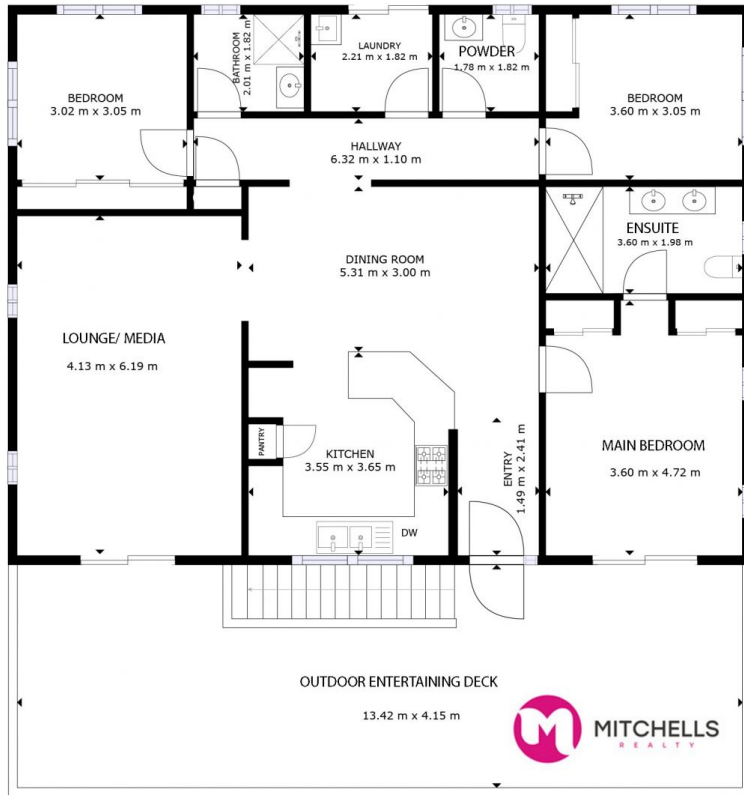 BEDROOM
3.02 m x 3.05 m
BATHROOM
2.01 m x 1.82 m
LAUNDRY
2.21 m x 1.82 m
POWDER
1.78 m x 1.82 m
BEDROOM
3.60 m x 3.05 m
HALLWAY
6.32 m x 1.10 m
ENSUITE
3.60 m x 1.98 m
DINING ROOM
5.31 m x 3.00 m
LOUNGE/ MEDIA
4.13 m x 6.19 m
PANTRY
KITCHEN
3.55 m x 3.65 m
DW
ENTRY
1.49 m x 2.41 m
MAIN BEDROOM
3.60 m x 4.72 m
OUTDOOR ENTERTAINING DECK
13.42 m x 4.15 m
MITCHELLS
REALTY